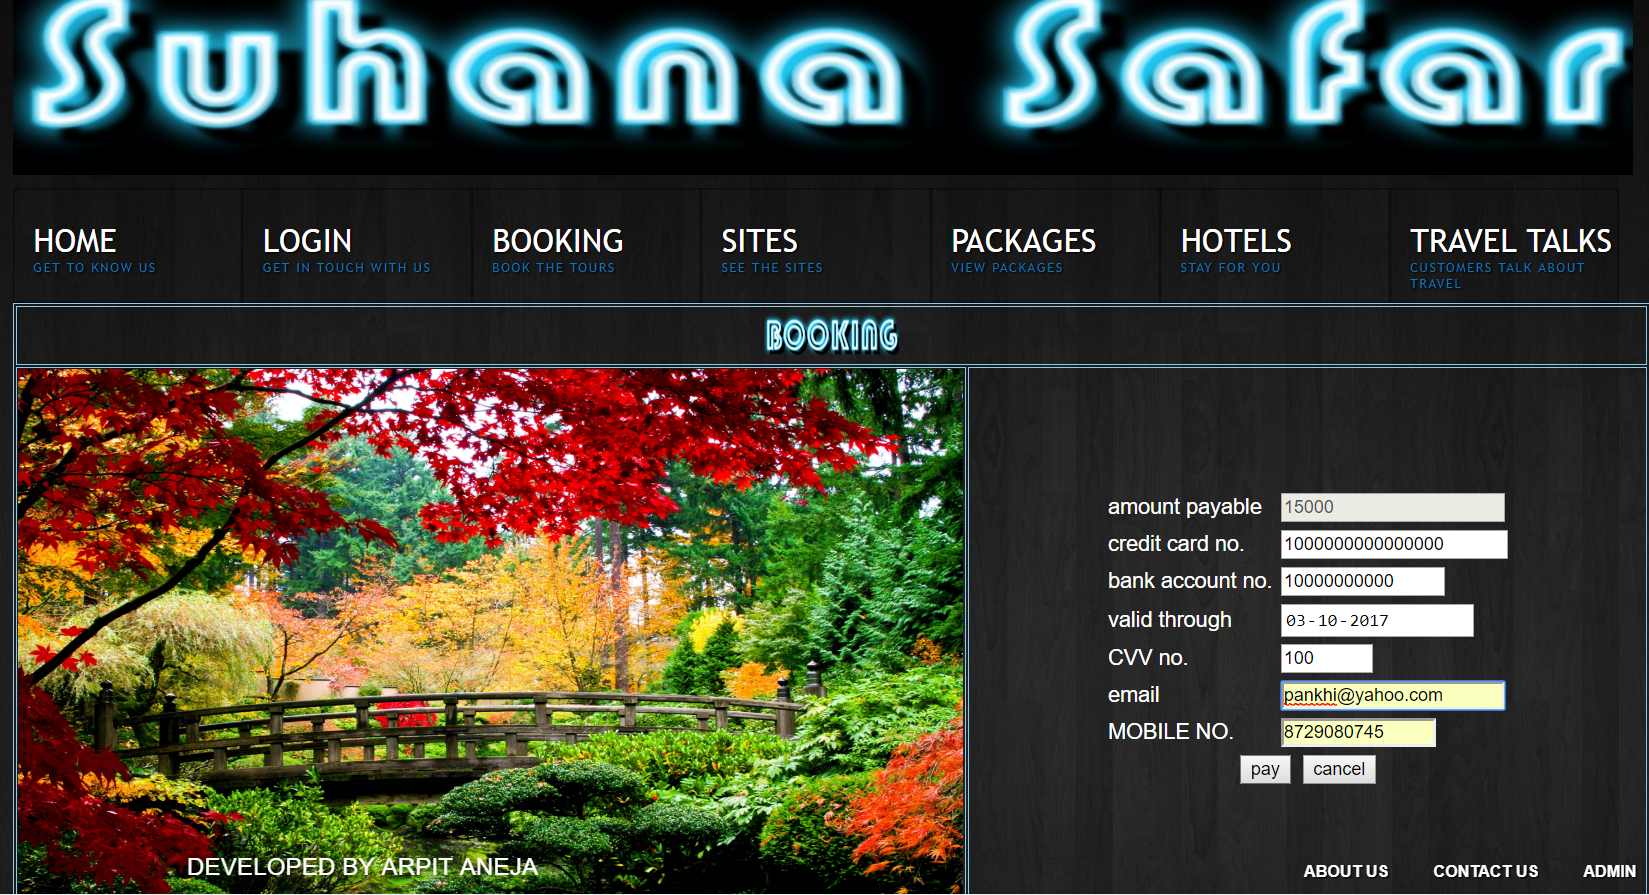 Suhana Safar
HOME
GET TO KNOW US
LOGIN
GET IN TOUCH WITH US
BOOKING
BOOK THE TOURS
SITES
SEE THE SITES
PACKAGES
VIEW PACKAGES
HOTELS
STAY FOR YOU
TRAVEL TALKS
CUSTOMERS TALK ABOUT
TRAVEL
BOOKING
amount payable 15000
credit card no. 1000000000000000
bank account no. 10000000000
valid through 03-10-2017
CVV no. 100
email pankhi@yahoo.com
MOBILE NO. 8729080745
pay cancel
DEVELOPED BY ARPIT ANEJA
ABOUT US CONTACT US ADMIN